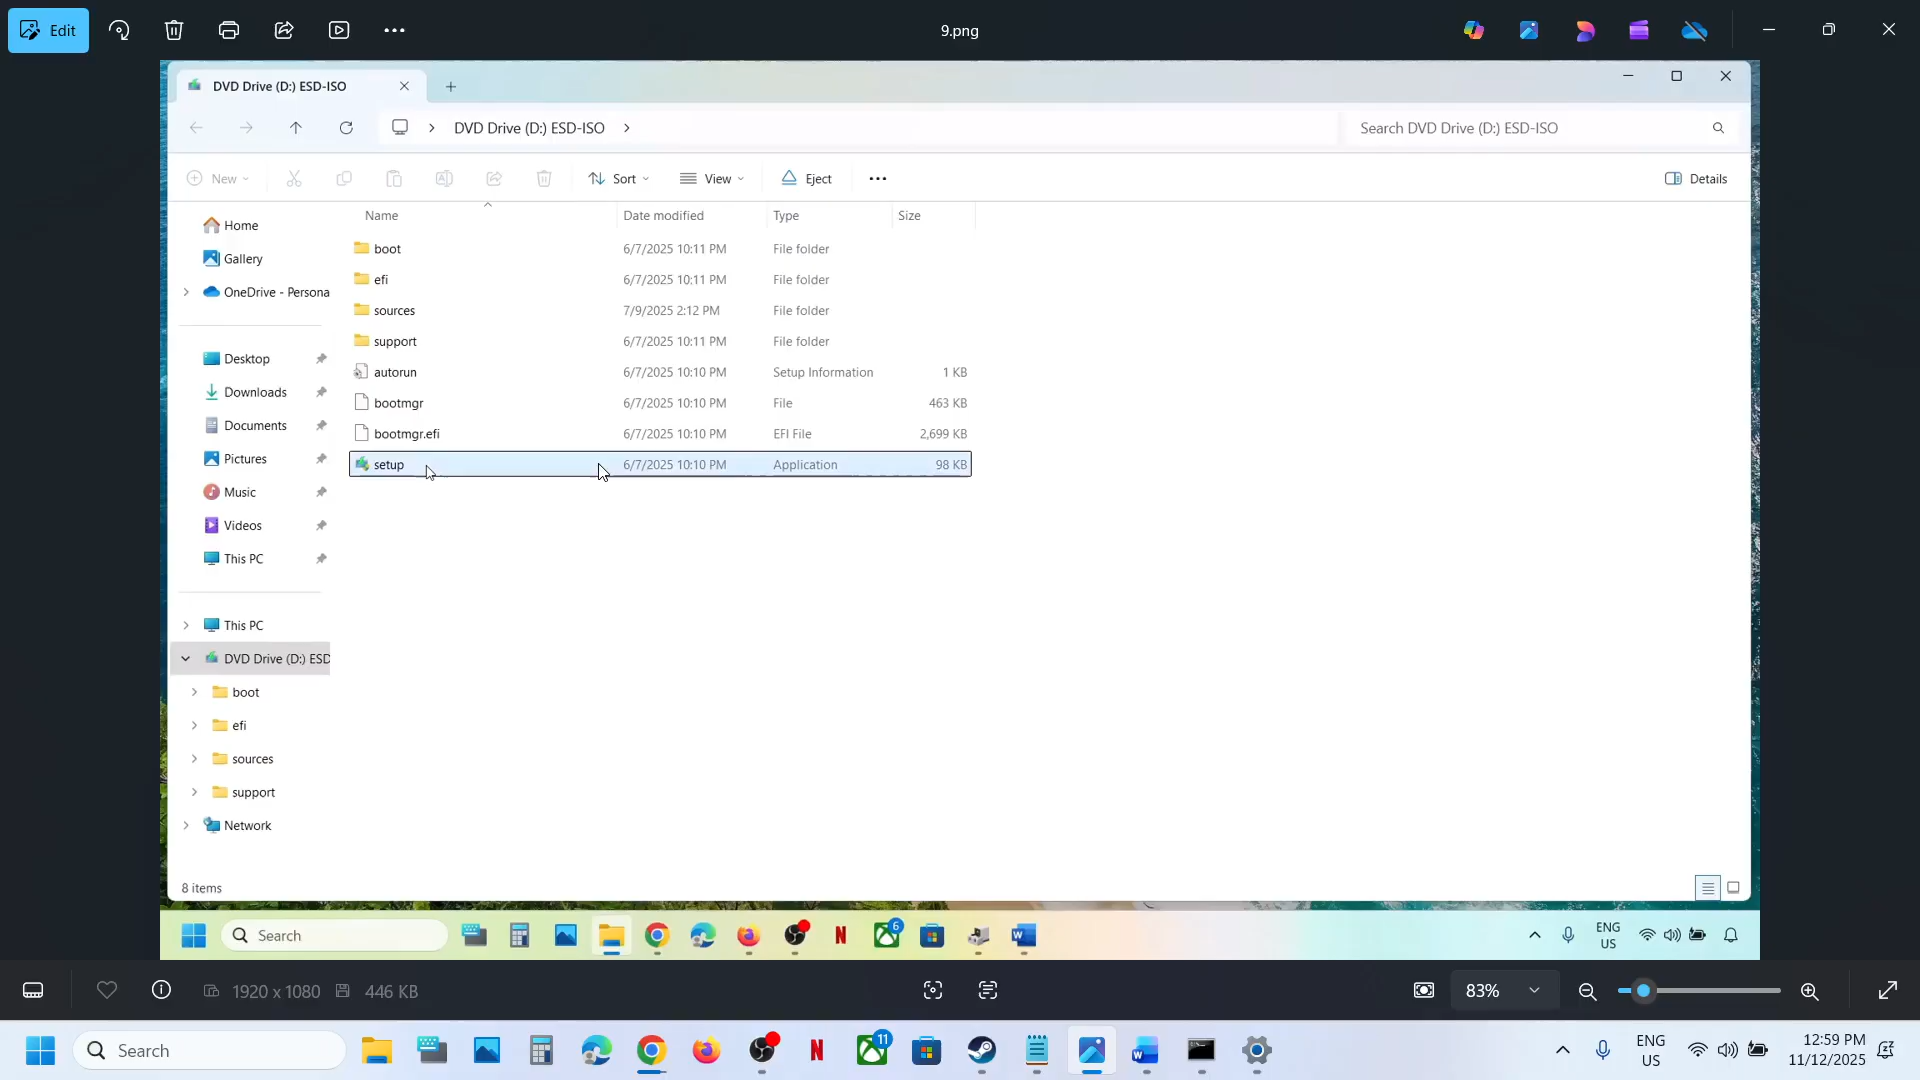 Edit
9.png
DVD Drive (D:) ESD-ISO
DVD Drive (D:) ESD-ISO
Search DVD Drive (D:) ESD-ISO
New
Sort
View
Eject
Details
Name Date modified Type Size
Home
Gallery
OneDrive - Persona
Desktop
Downloads
Documents
Pictures
Music
Videos
This PC
This PC
DVD Drive (D:) ESD
boot
efi
sources
support
Network
boot 6/7/2025 10:11 PM File folder
efi 6/7/2025 10:11 PM File folder
sources 7/9/2025 2:12 PM File folder
support 6/7/2025 10:11 PM File folder
autorun 6/7/2025 10:10 PM Setup Information 1 KB
bootmgr 6/7/2025 10:10 PM File 463 KB
bootmgr.efi 6/7/2025 10:10 PM EFI File 2,699 KB
setup 6/7/2025 10:10 PM Application 98 KB
8 items
Search
N
6
W
ENG
US
1920 x 1080
446 KB
83%
Search
N
11
W
ENG
US
12:59 PM
11/12/2025